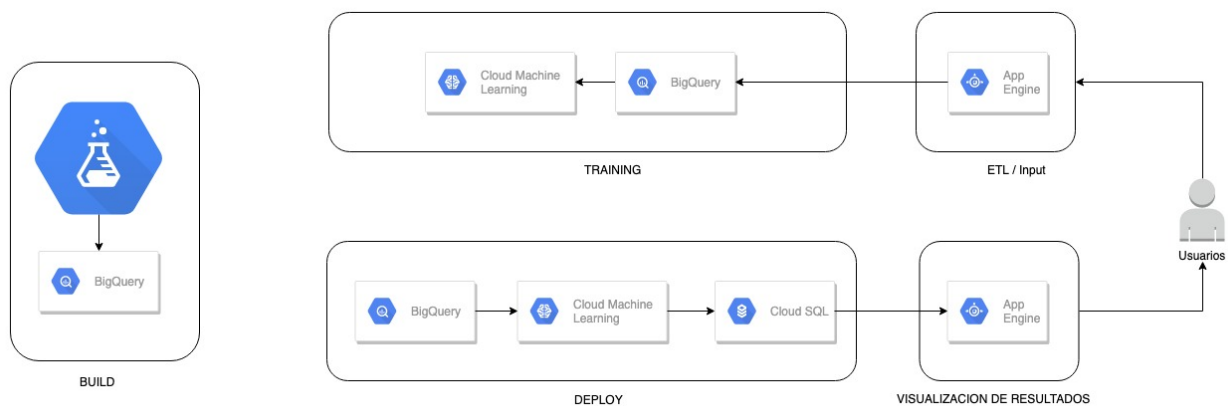 BigQuery
BUILD
Cloud Machine
Learning
BigQuery
TRAINING
App
Engine
ETL / Input
Usuarios
BigQuery
Cloud Machine
Learning
Cloud SQL
DEPLOY
App
Engine
VISUALIZACION DE RESULTADOS